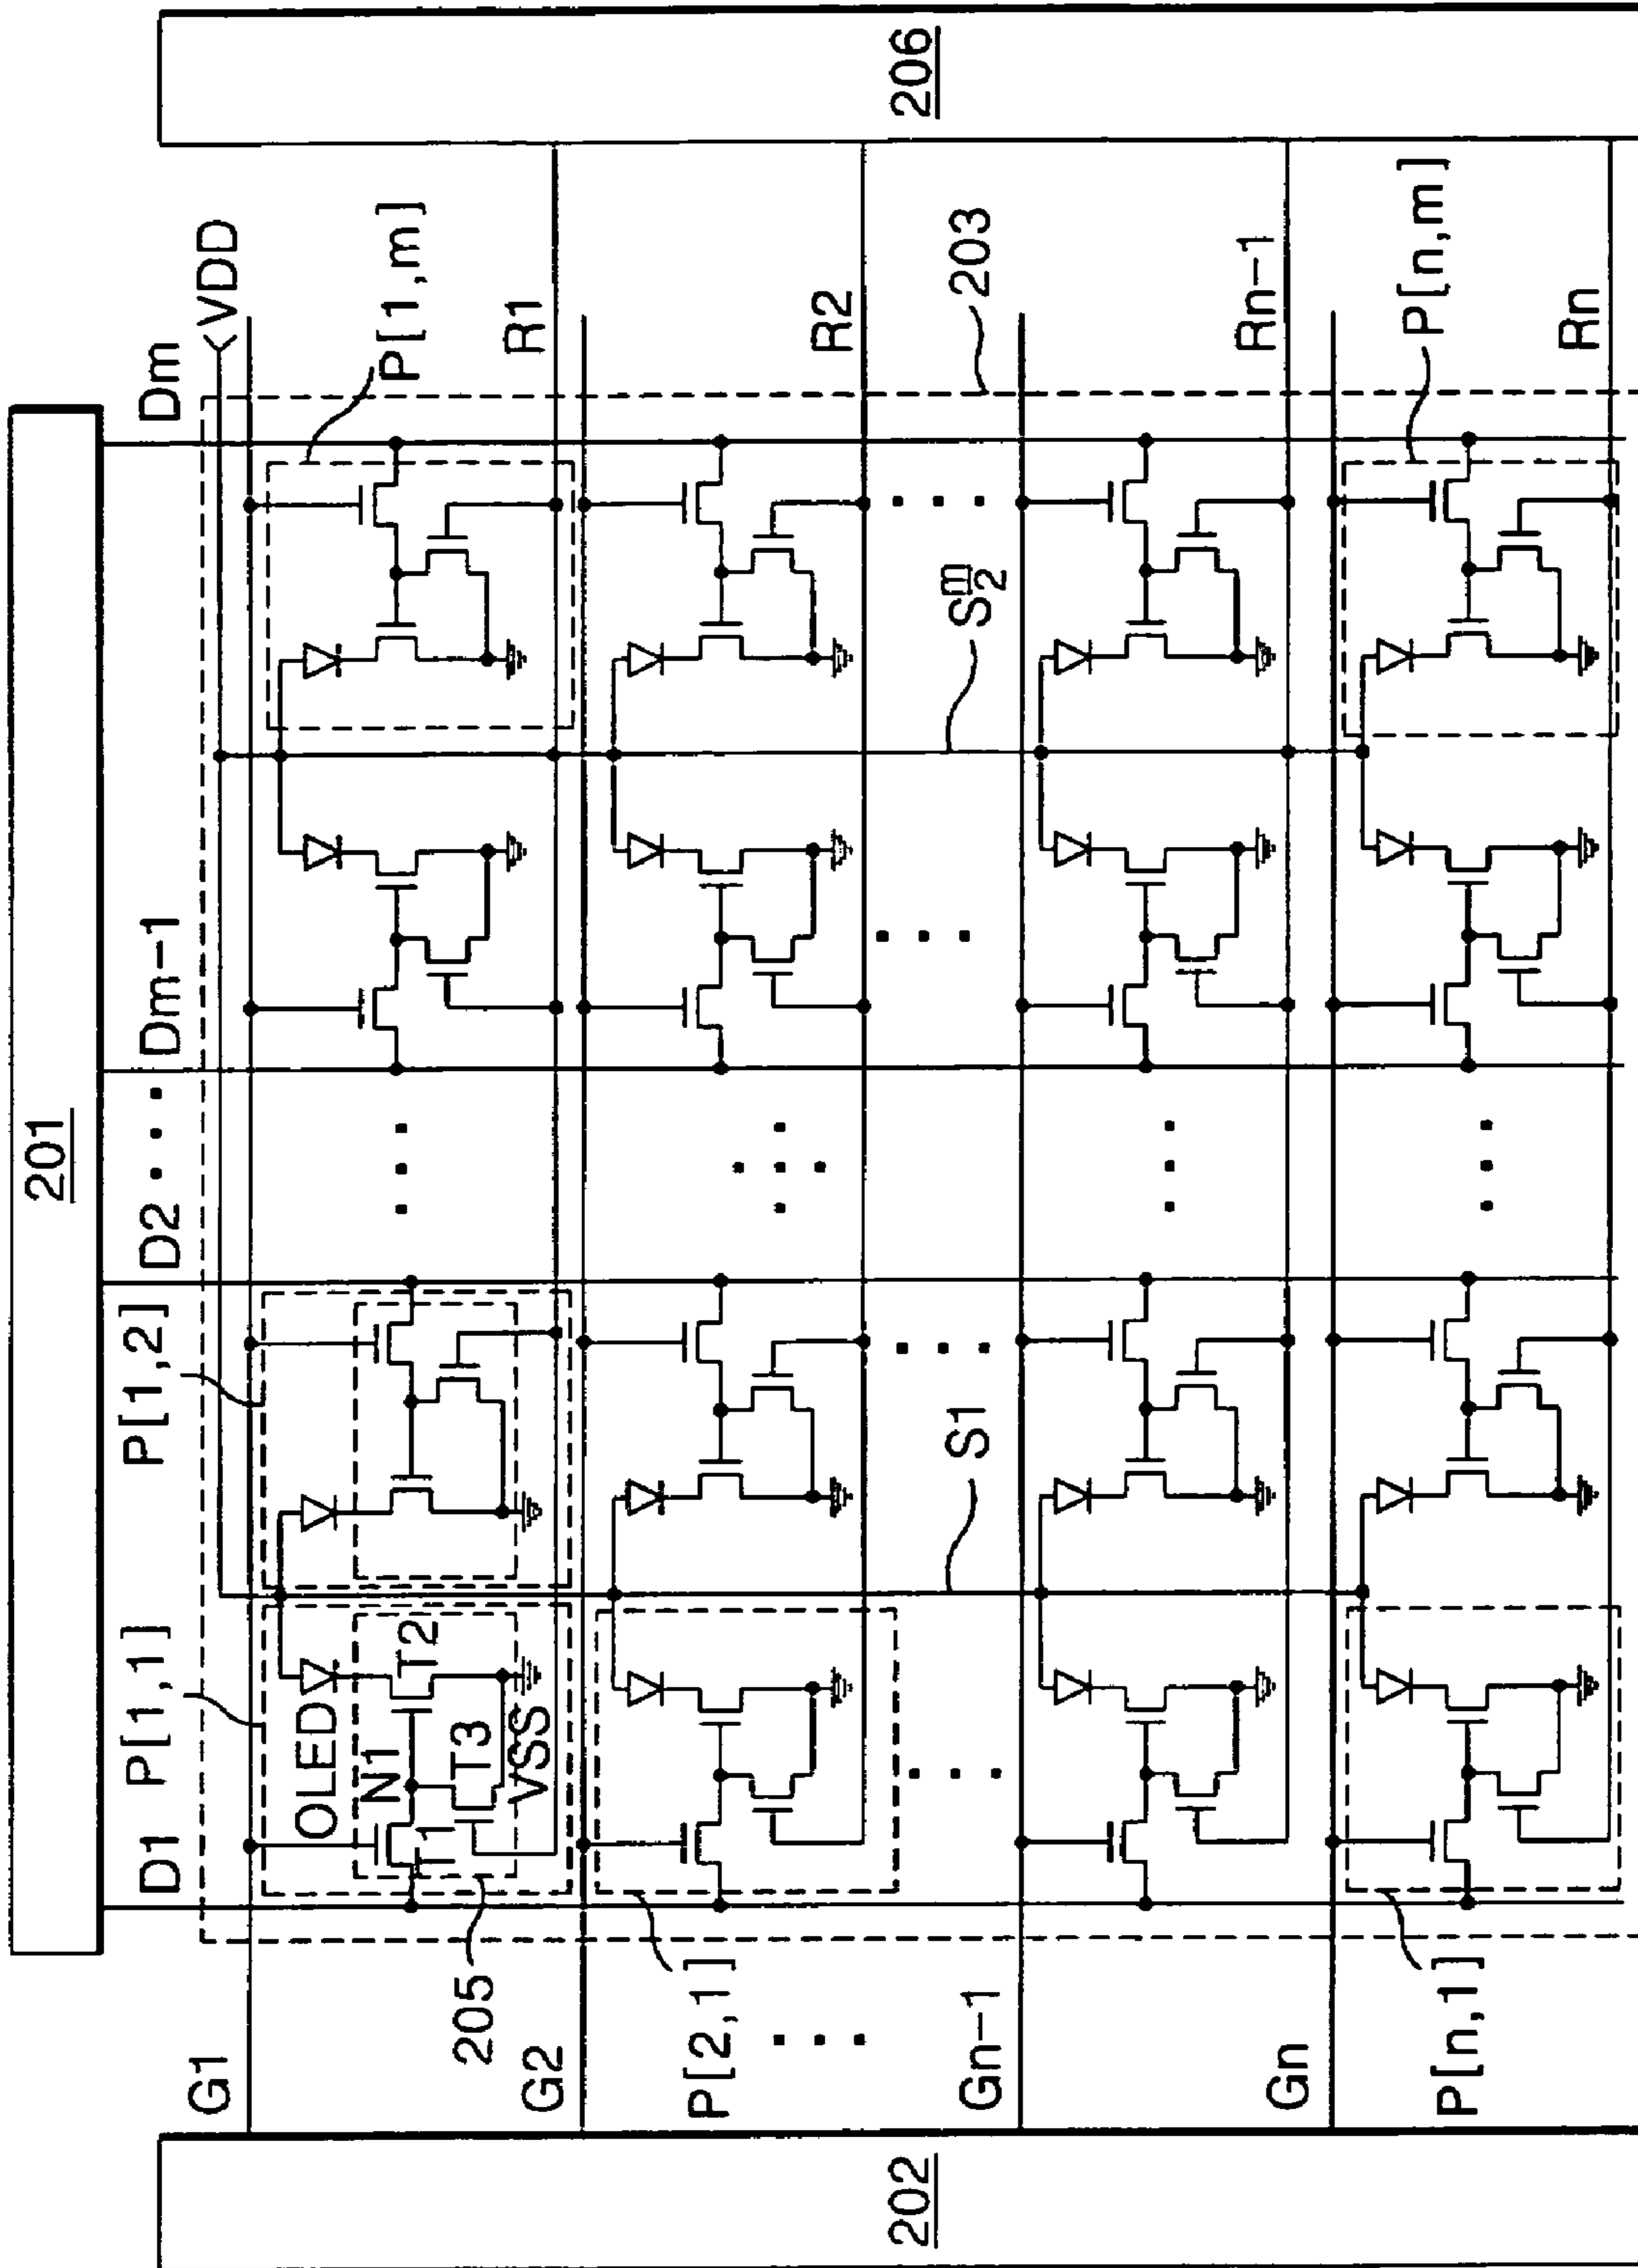 201
D1
P[1,1]
P[1,2]
D2 ····
Dm-1
Dm
VDD
G1
OLED
N1
T2
T1
T3
VSS
P[1,m]
R1
205
G2
R2
P[2,1]
S1
S m/2
203
Gn-1
Rn-1
Gn
P[n,m]
P[n,1]
Rn
202
206